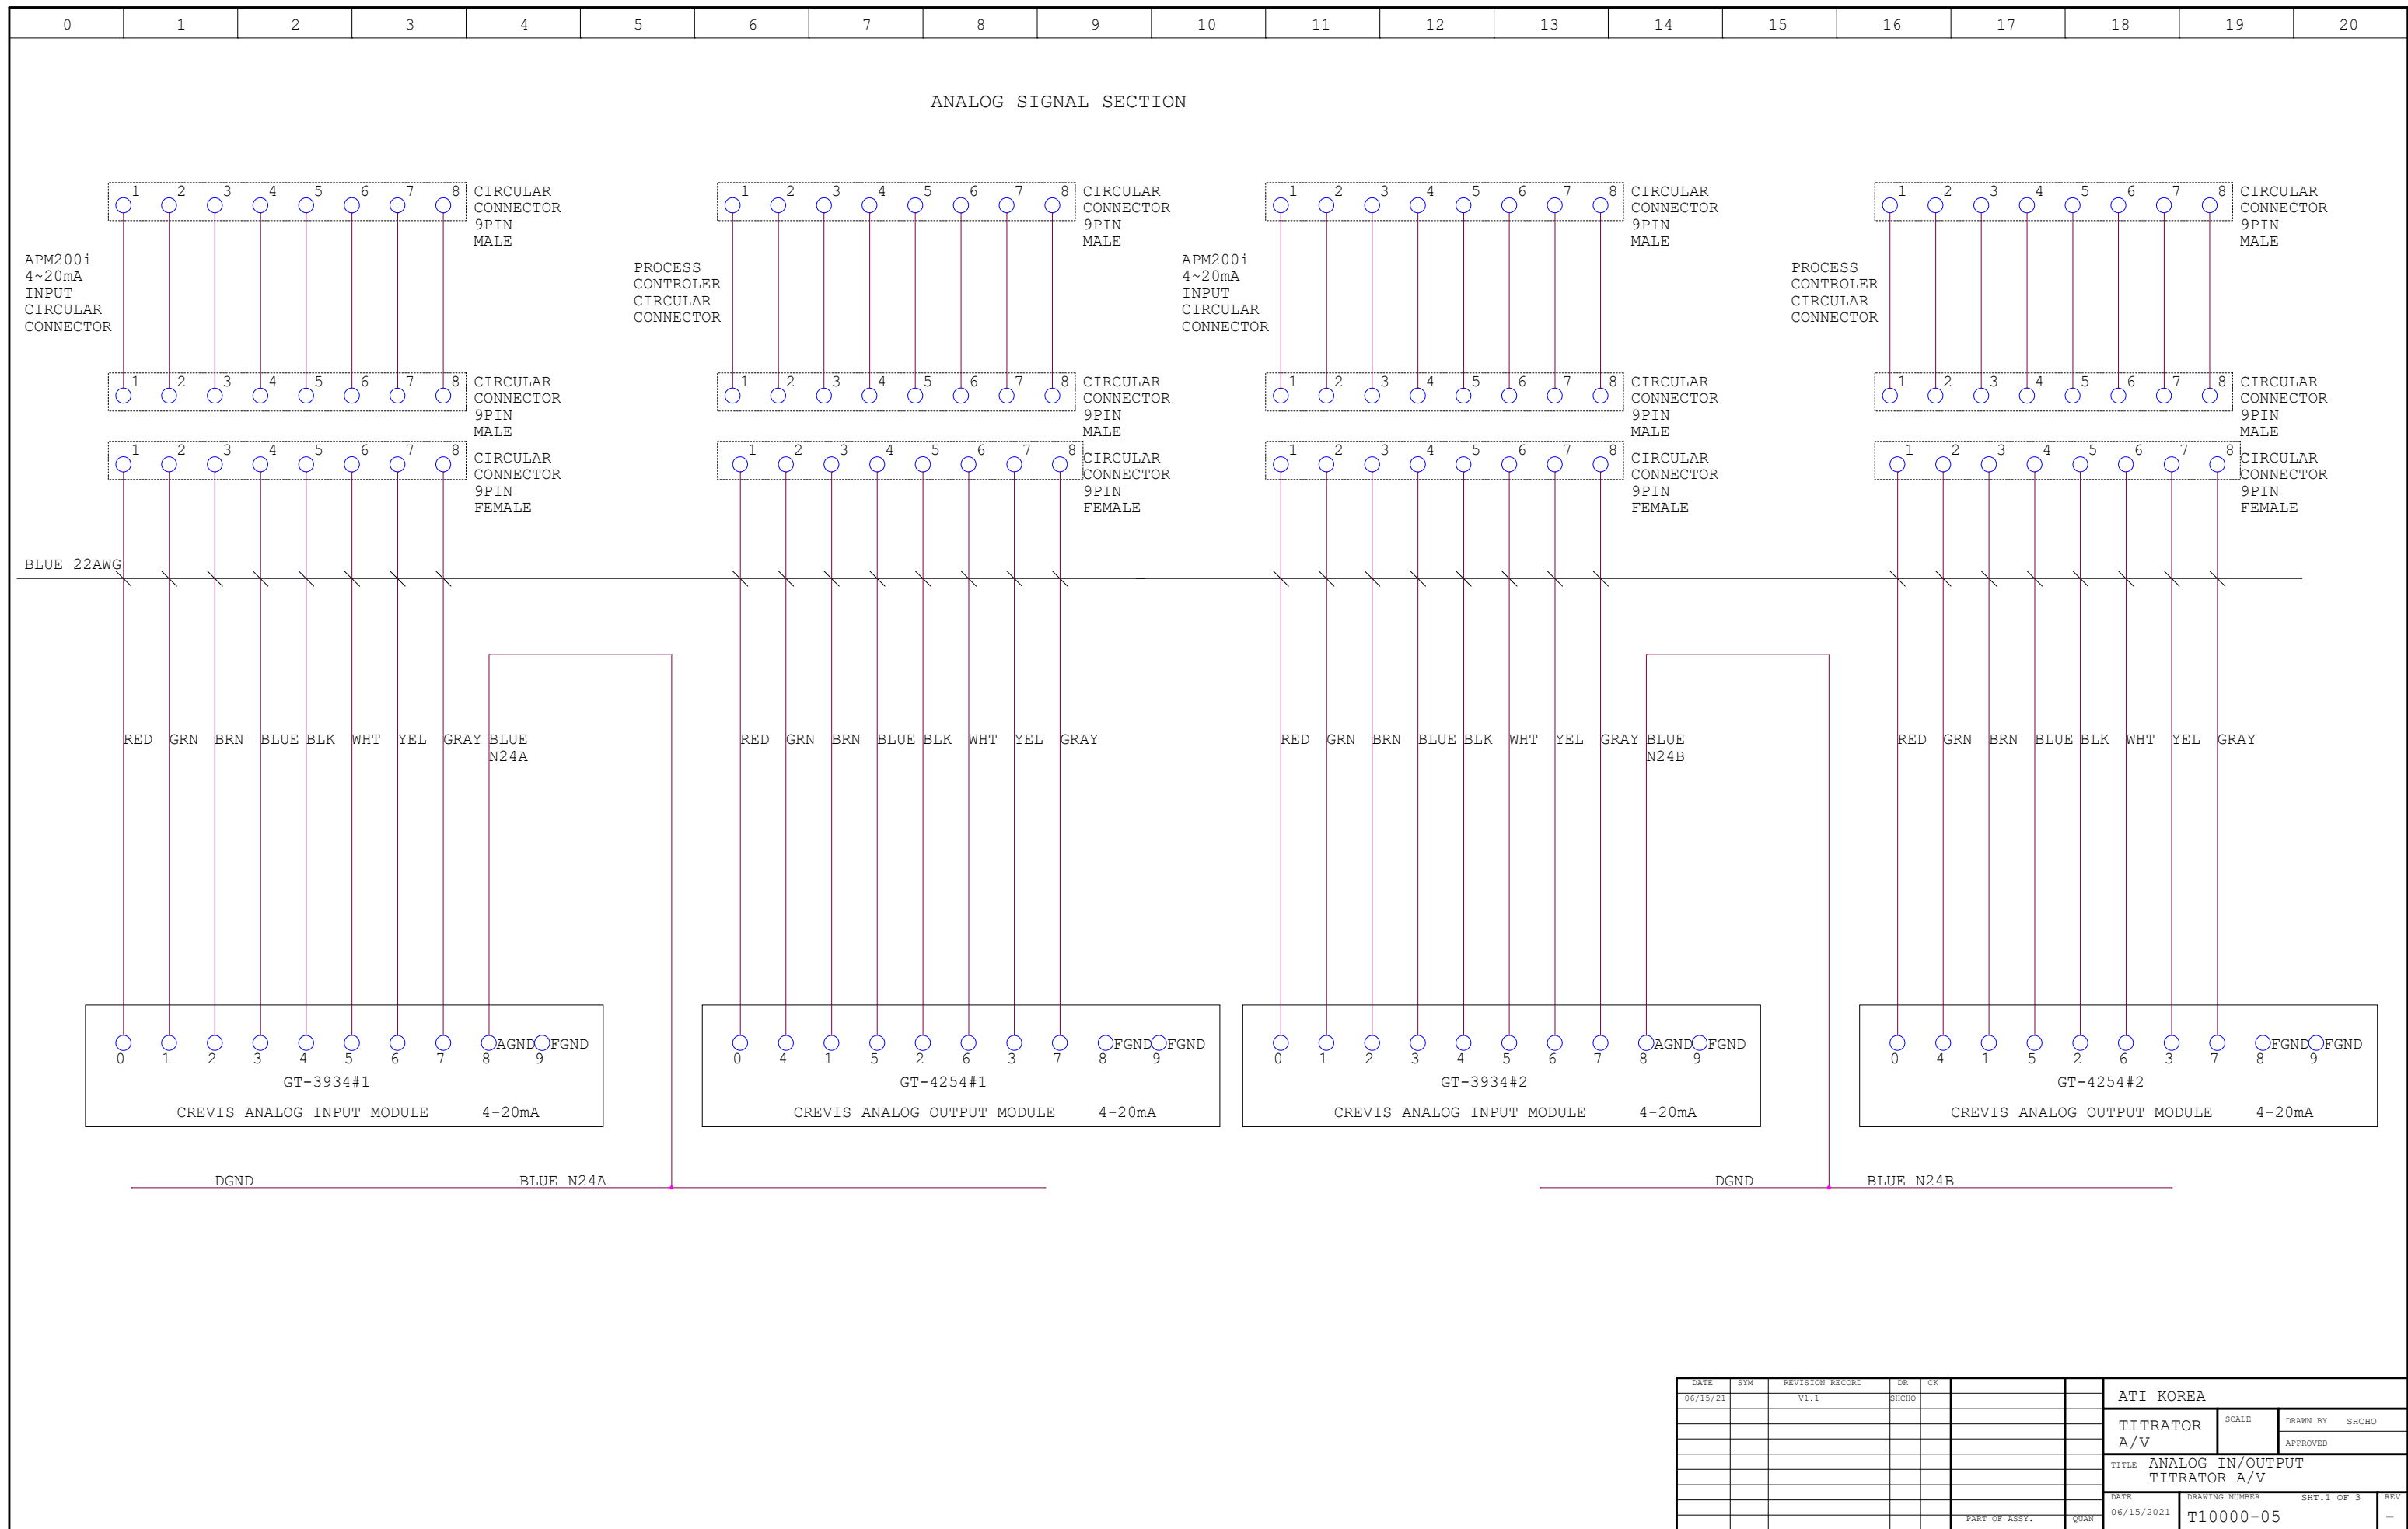 0 1 2 3 4 5 6 7 8 9 10 11 12 13 14 15 16 17 18 19 20
ANALOG SIGNAL SECTION
1 2 3 4 5 6 7 8
CIRCULAR
CONNECTOR
9PIN
MALE
APM200i
4~20mA
INPUT
CIRCULAR
CONNECTOR
1 2 3 4 5 6 7 8
CIRCULAR
CONNECTOR
9PIN
MALE
1 2 3 4 5 6 7 8
CIRCULAR
CONNECTOR
9PIN
FEMALE
1 2 3 4 5 6 7 8
CIRCULAR
CONNECTOR
9PIN
MALE
PROCESS
CONTROLER
CIRCULAR
CONNECTOR
1 2 3 4 5 6 7 8
CIRCULAR
CONNECTOR
9PIN
MALE
1 2 3 4 5 6 7 8
CIRCULAR
CONNECTOR
9PIN
FEMALE
1 2 3 4 5 6 7 8
CIRCULAR
CONNECTOR
9PIN
MALE
APM200i
4~20mA
INPUT
CIRCULAR
CONNECTOR
1 2 3 4 5 6 7 8
CIRCULAR
CONNECTOR
9PIN
MALE
1 2 3 4 5 6 7 8
CIRCULAR
CONNECTOR
9PIN
FEMALE
1 2 3 4 5 6 7 8
CIRCULAR
CONNECTOR
9PIN
MALE
PROCESS
CONTROLER
CIRCULAR
CONNECTOR
1 2 3 4 5 6 7 8
CIRCULAR
CONNECTOR
9PIN
MALE
1 2 3 4 5 6 7 8
CIRCULAR
CONNECTOR
9PIN
FEMALE
BLUE 22AWG
RED GRN BRN BLUE BLK WHT YEL GRAY BLUE
N24A
RED GRN BRN BLUE BLK WHT YEL GRAY
RED GRN BRN BLUE BLK WHT YEL GRAY BLUE
N24B
RED GRN BRN BLUE BLK WHT YEL GRAY
AGND FGND
0 1 2 3 4 5 6 7 8 9
GT-3934#1
CREVIS ANALOG INPUT MODULE 4-20mA
FGND FGND
0 4 1 5 2 6 3 7 8 9
GT-4254#1
CREVIS ANALOG OUTPUT MODULE 4-20mA
AGND FGND
0 1 2 3 4 5 6 7 8 9
GT-3934#2
CREVIS ANALOG INPUT MODULE 4-20mA
FGND FGND
0 4 1 5 2 6 3 7 8 9
GT-4254#2
CREVIS ANALOG OUTPUT MODULE 4-20mA
DGND BLUE N24A
DGND BLUE N24B
DATE SYM REVISION RECORD DR CK
06/15/21 V1.1 SHCHO
PART OF ASSY. QUAN
ATI KOREA
TITRATOR
A/V
SCALE
DRAWN BY SHCHO
APPROVED
TITLE ANALOG IN/OUTPUT
TITRATOR A/V
DATE
06/15/2021
DRAWING NUMBER SHT.1 OF 3
T10000-05
REV
-